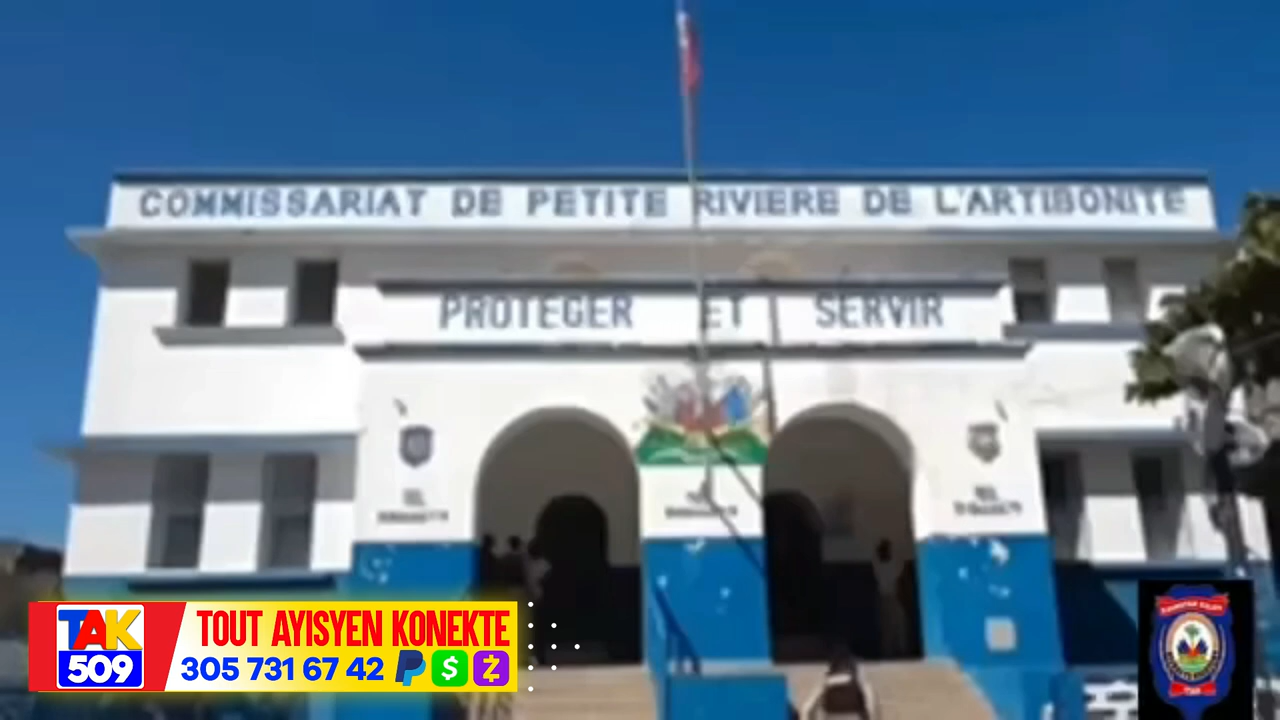 COMMISSARIAT DE PETITE RIVIERE DE L'ARTIBONITE
PROTEGER ET SERVIR
TAK
509
TOUT AYISYEN KONEKTE
305 731 67 42